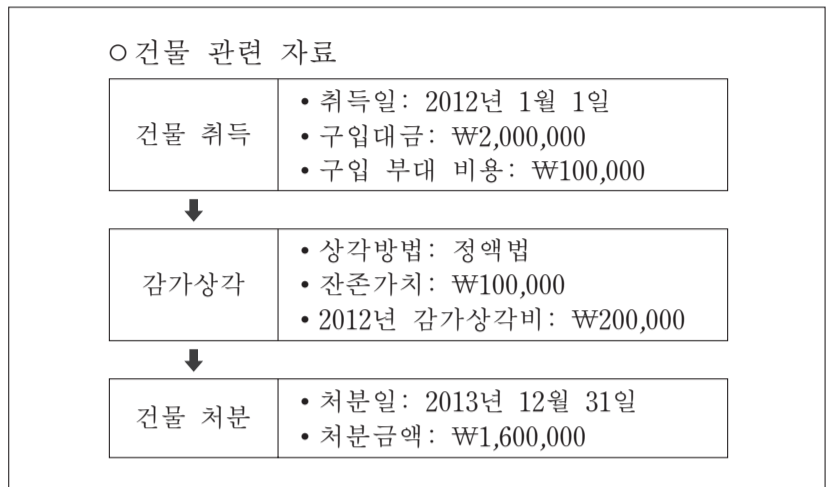 ○ 건물 관련 자료
건물 취득
• 취득일: 2012년 1월 1일
• 구입대금: ₩2,000,000
• 구입 부대 비용: ₩100,000
감가상각
• 상각방법: 정액법
• 잔존가치: ₩100,000
• 2012년 감가상각비: ₩200,000
건물 처분
• 처분일: 2013년 12월 31일
• 처분금액: ₩1,600,000